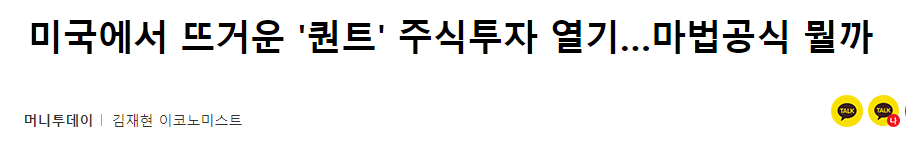 미국에서 뜨거운 '퀀트' 주식투자 열기...마법공식 뭘까
머니투데이 | 김재현 이코노미스트
TALK TALK 나